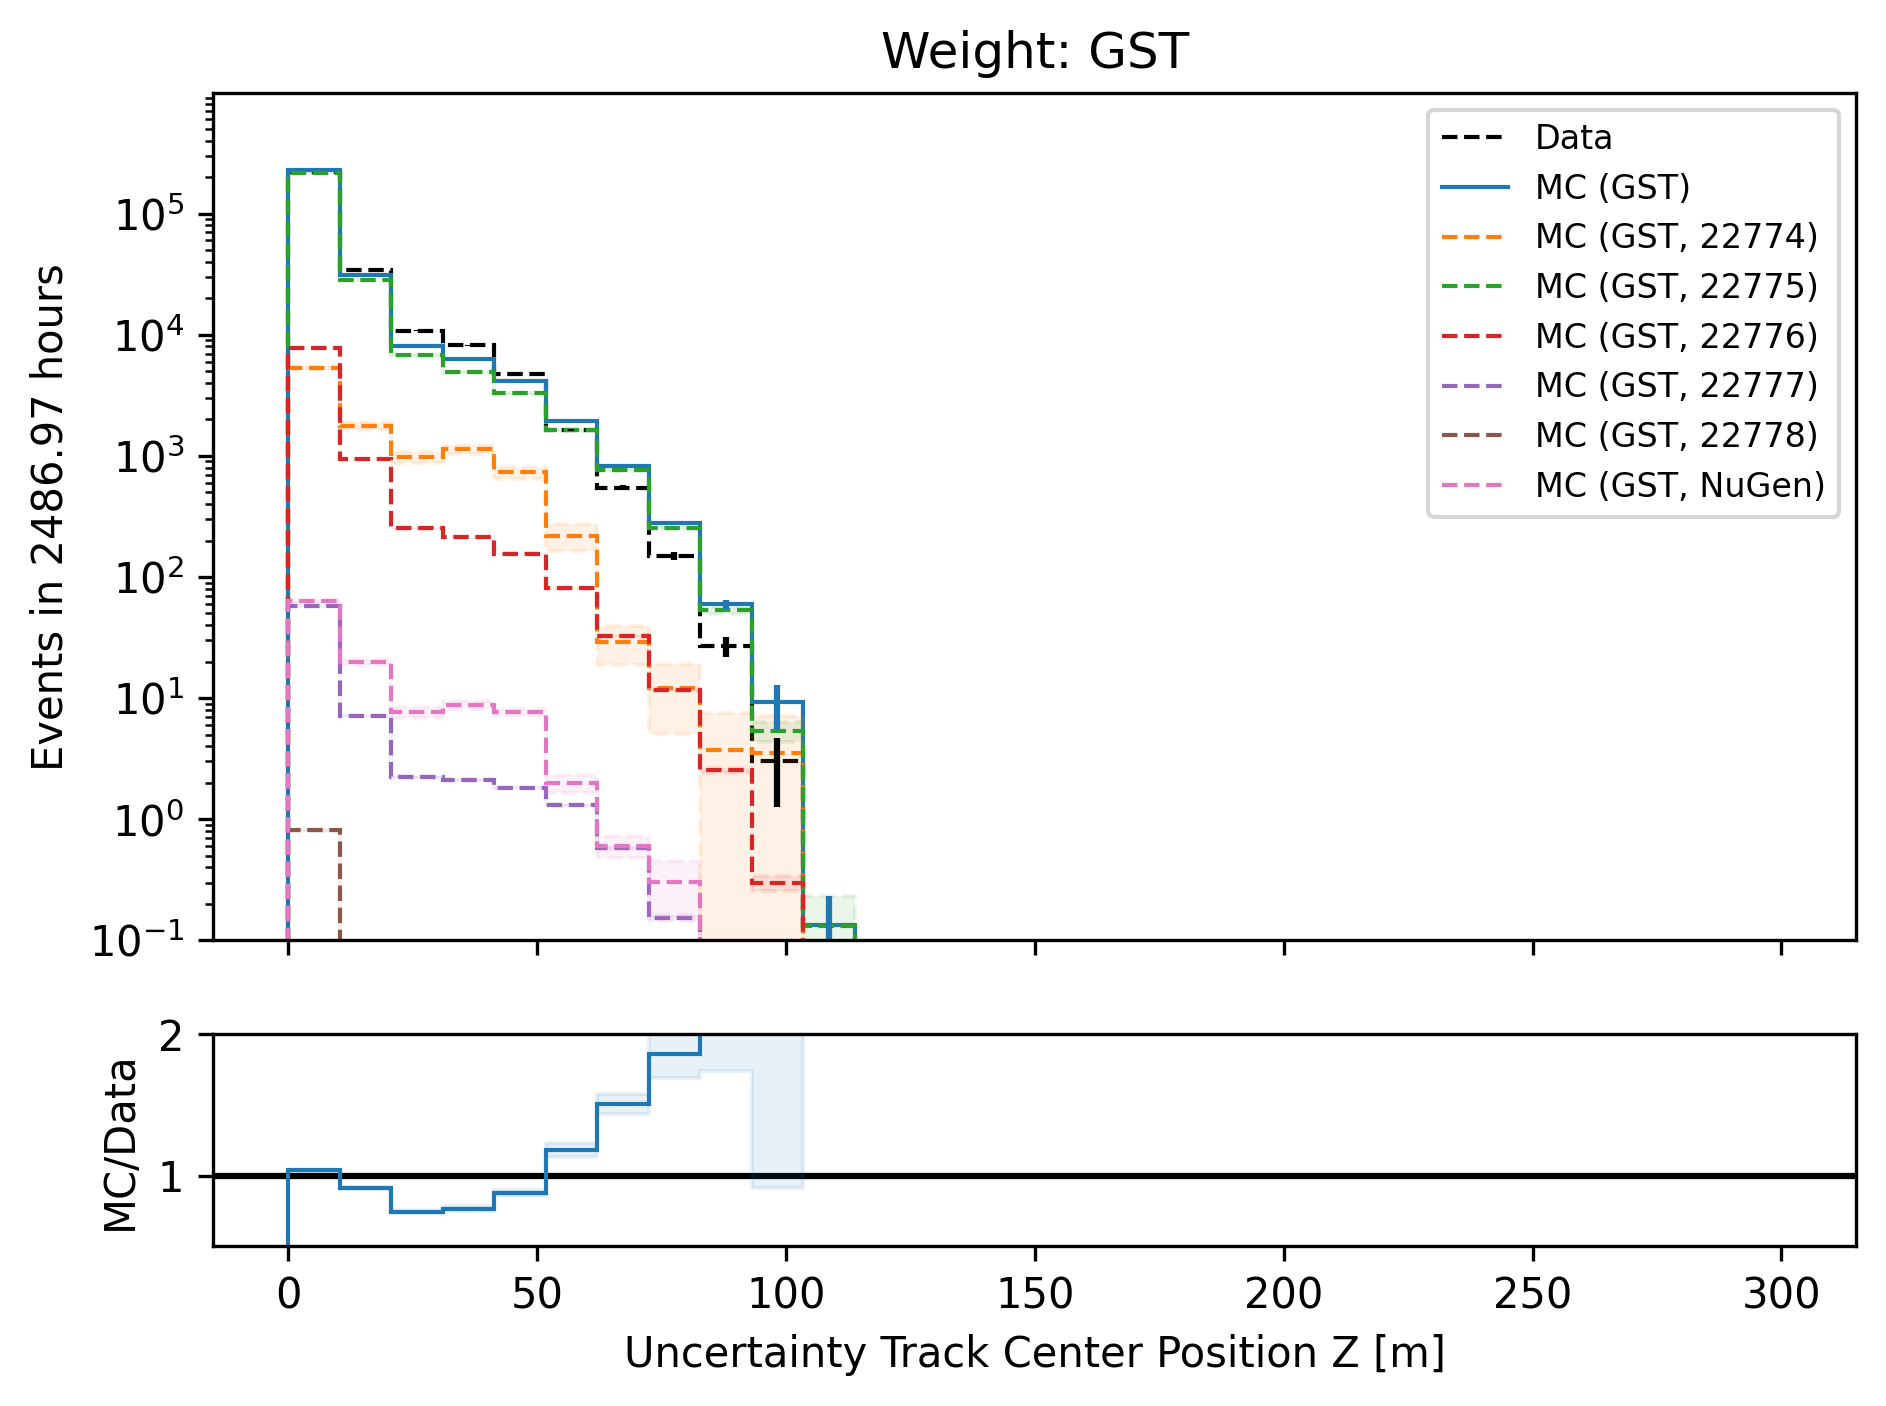 Weight: GST
Events in 2486.97 hours
10^5
10^4
10^3
10^2
10^1
10^0
10^−1
Data
MC (GST)
MC (GST, 22774)
MC (GST, 22775)
MC (GST, 22776)
MC (GST, 22777)
MC (GST, 22778)
MC (GST, NuGen)
MC/Data
2
1
0 50 100 150 200 250 300
Uncertainty Track Center Position Z [m]